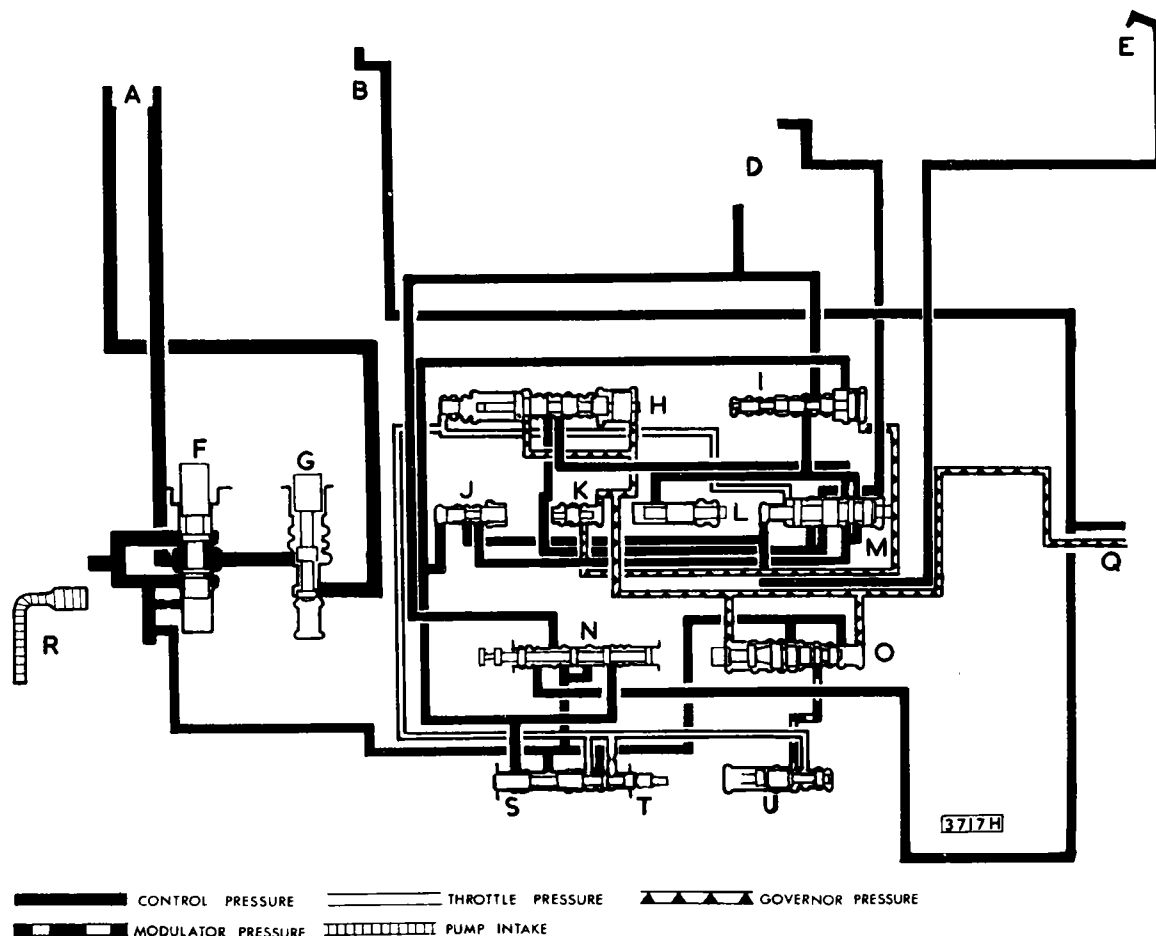 A
B
D
E
F
G
H
I
J
K
L
M
N
O
Q
R
S
T
U
3717H
CONTROL PRESSURE
THROTTLE PRESSURE
GOVERNOR PRESSURE
MODULATOR PRESSURE
PUMP INTAKE